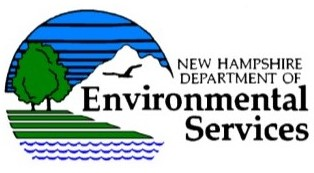 NEW HAMPSHIRE
DEPARTMENT OF
Environmental
Services